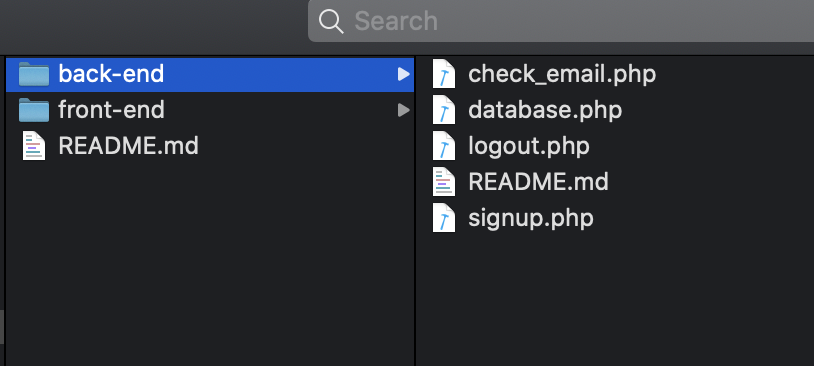 Search
back-end
front-end
README.md
check_email.php
database.php
logout.php
README.md
signup.php